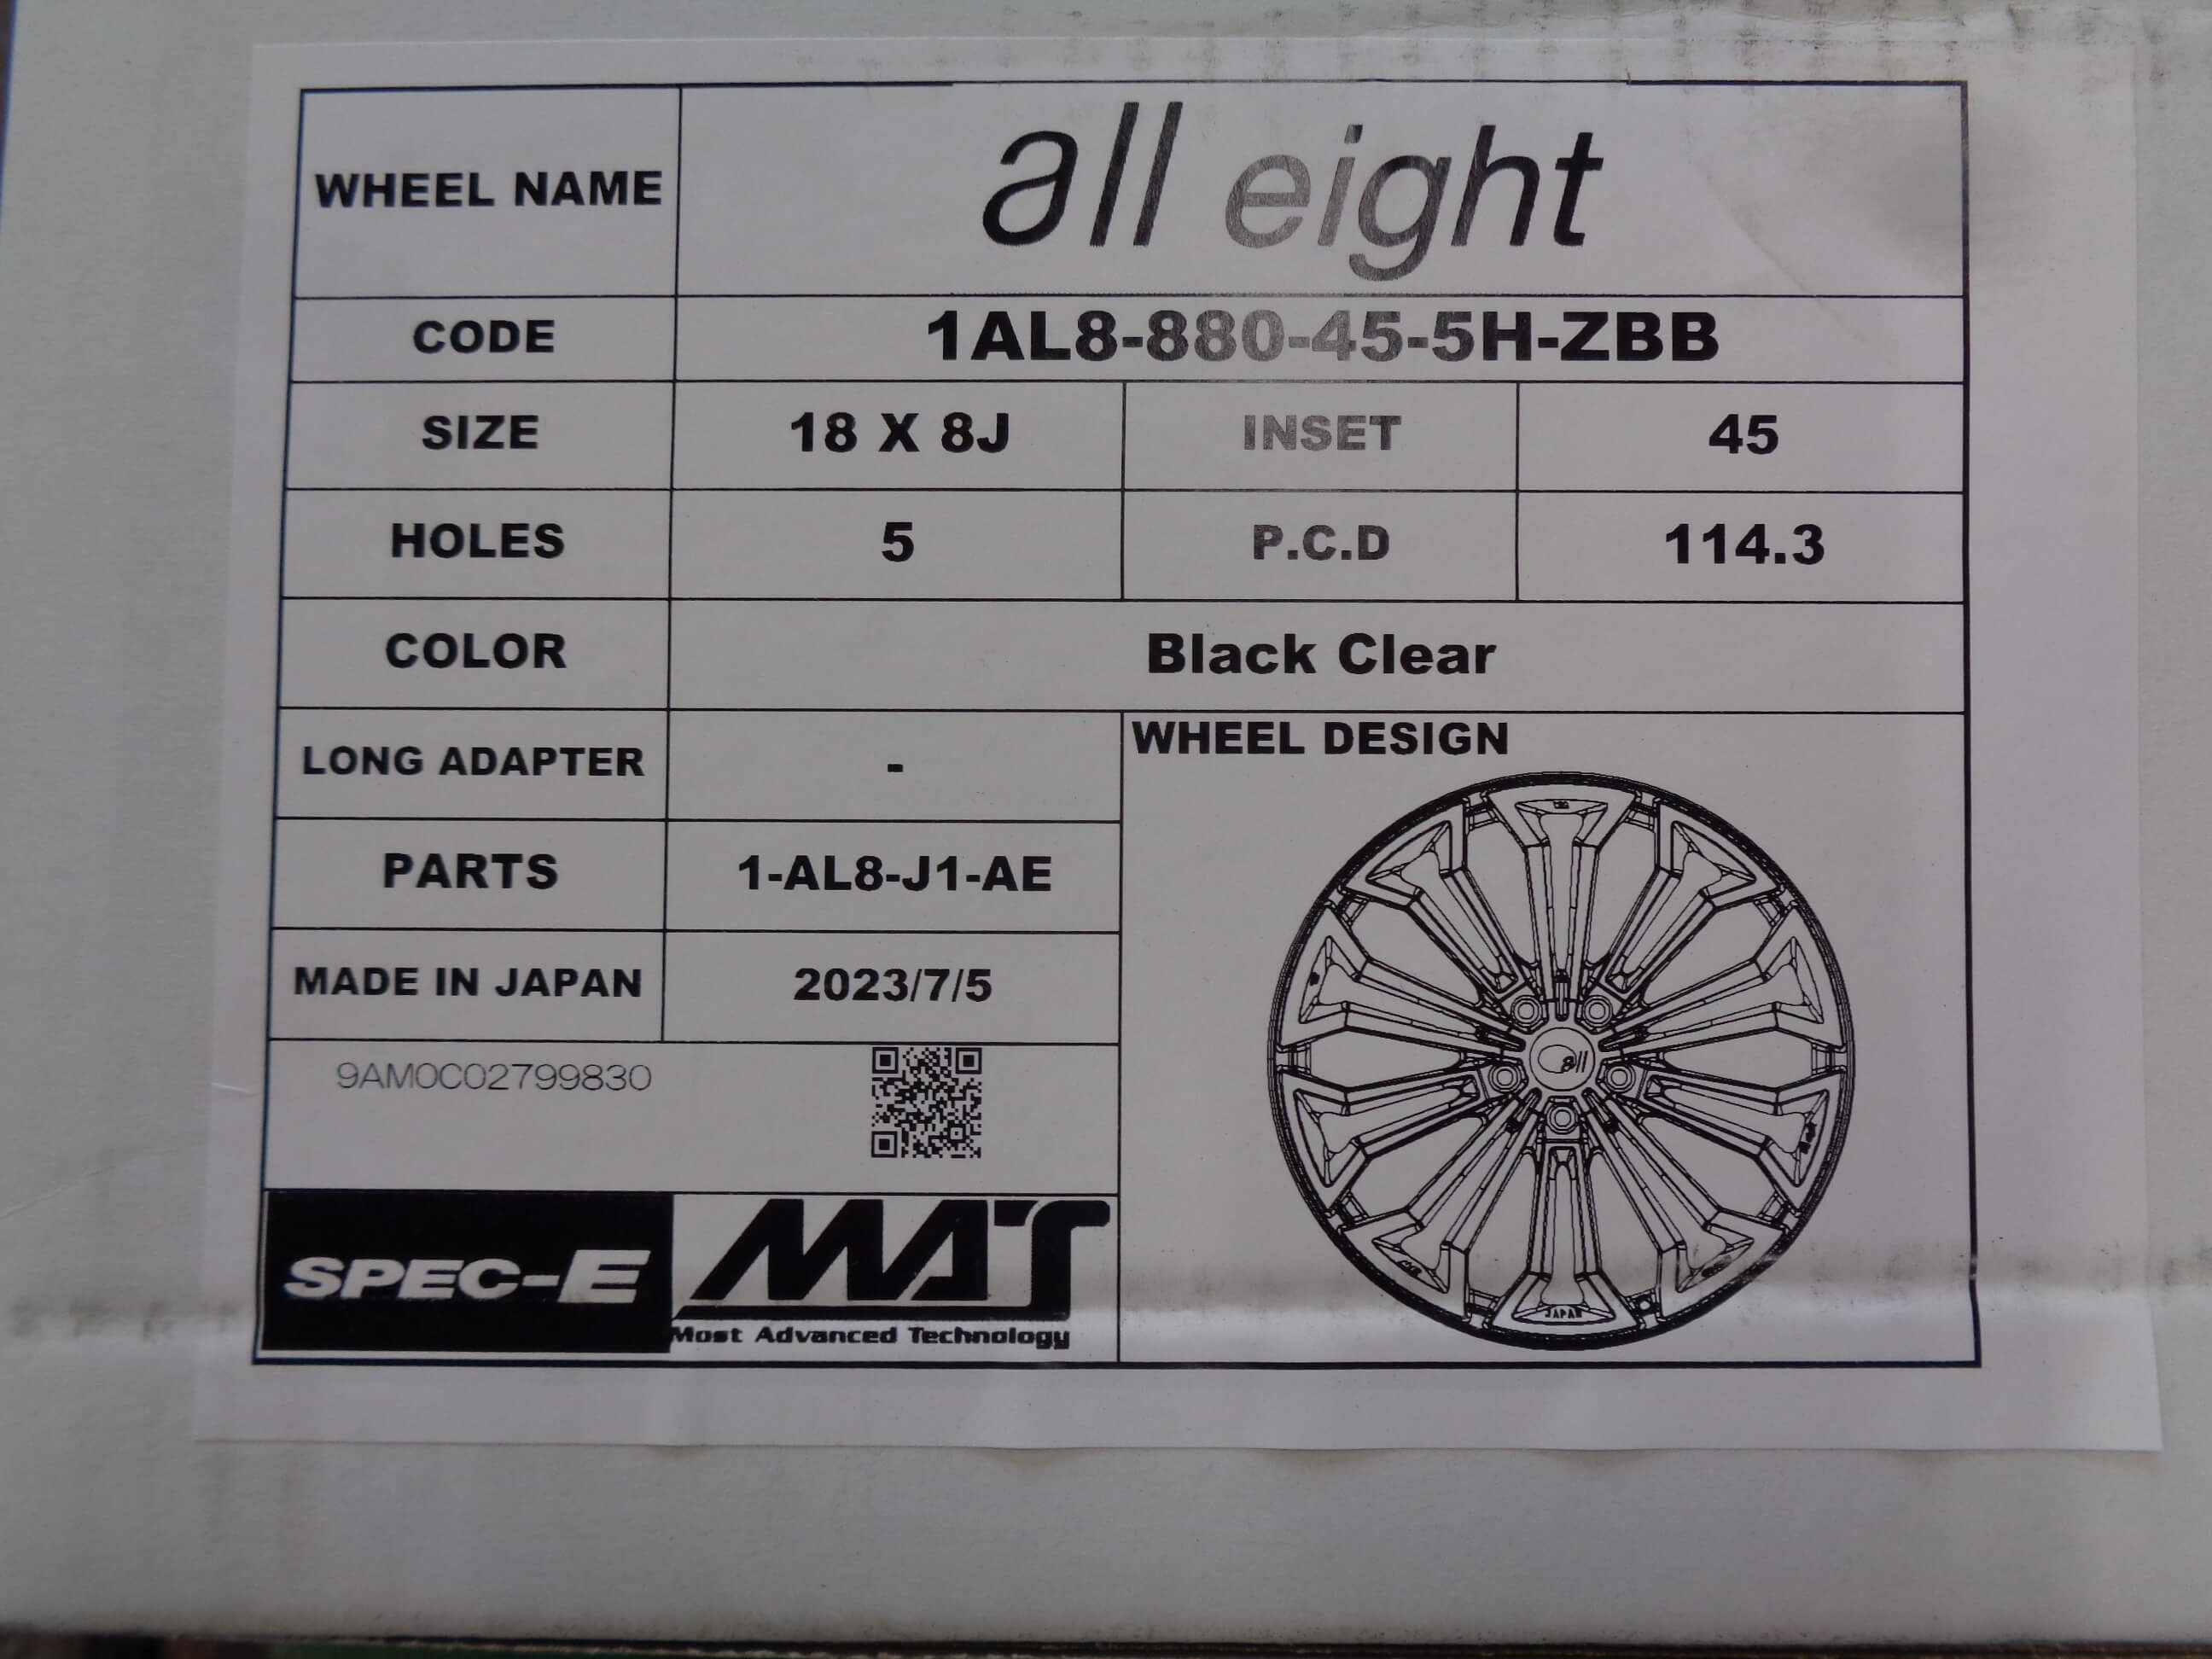 WHEEL NAME all eight
CODE 1AL8-880-45-5H-ZBB
SIZE 18 X 8J INSET 45
HOLES 5 P.C.D 114.3
COLOR Black Clear
LONG ADAPTER -
WHEEL DESIGN
PARTS 1-AL8-J1-AE
MADE IN JAPAN 2023/7/5
9AM0C02799830
JAPAN
SPEC-E MAT
Most Advanced Technology